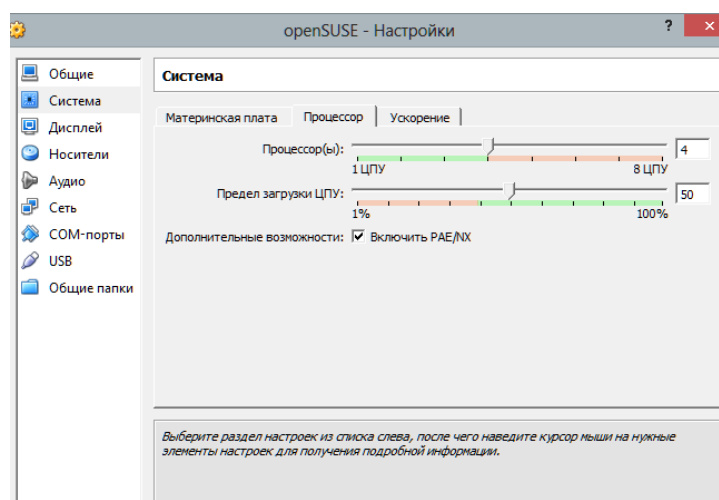 openSUSE - Настройки
?
×
Общие
Система
Дисплей
Носители
Аудио
Сеть
COM-порты
USB
Общие папки
Система
Материнская плата Процессор Ускорение
Процессор(ы): 4
1 ЦПУ 8 ЦПУ
Предел загрузки ЦПУ: 50
1% 100%
Дополнительные возможности: Включить PAE/NX
Выберите раздел настроек из списка слева, после чего наведите курсор мыши на нужные
элементы настроек для получения подробной информации.